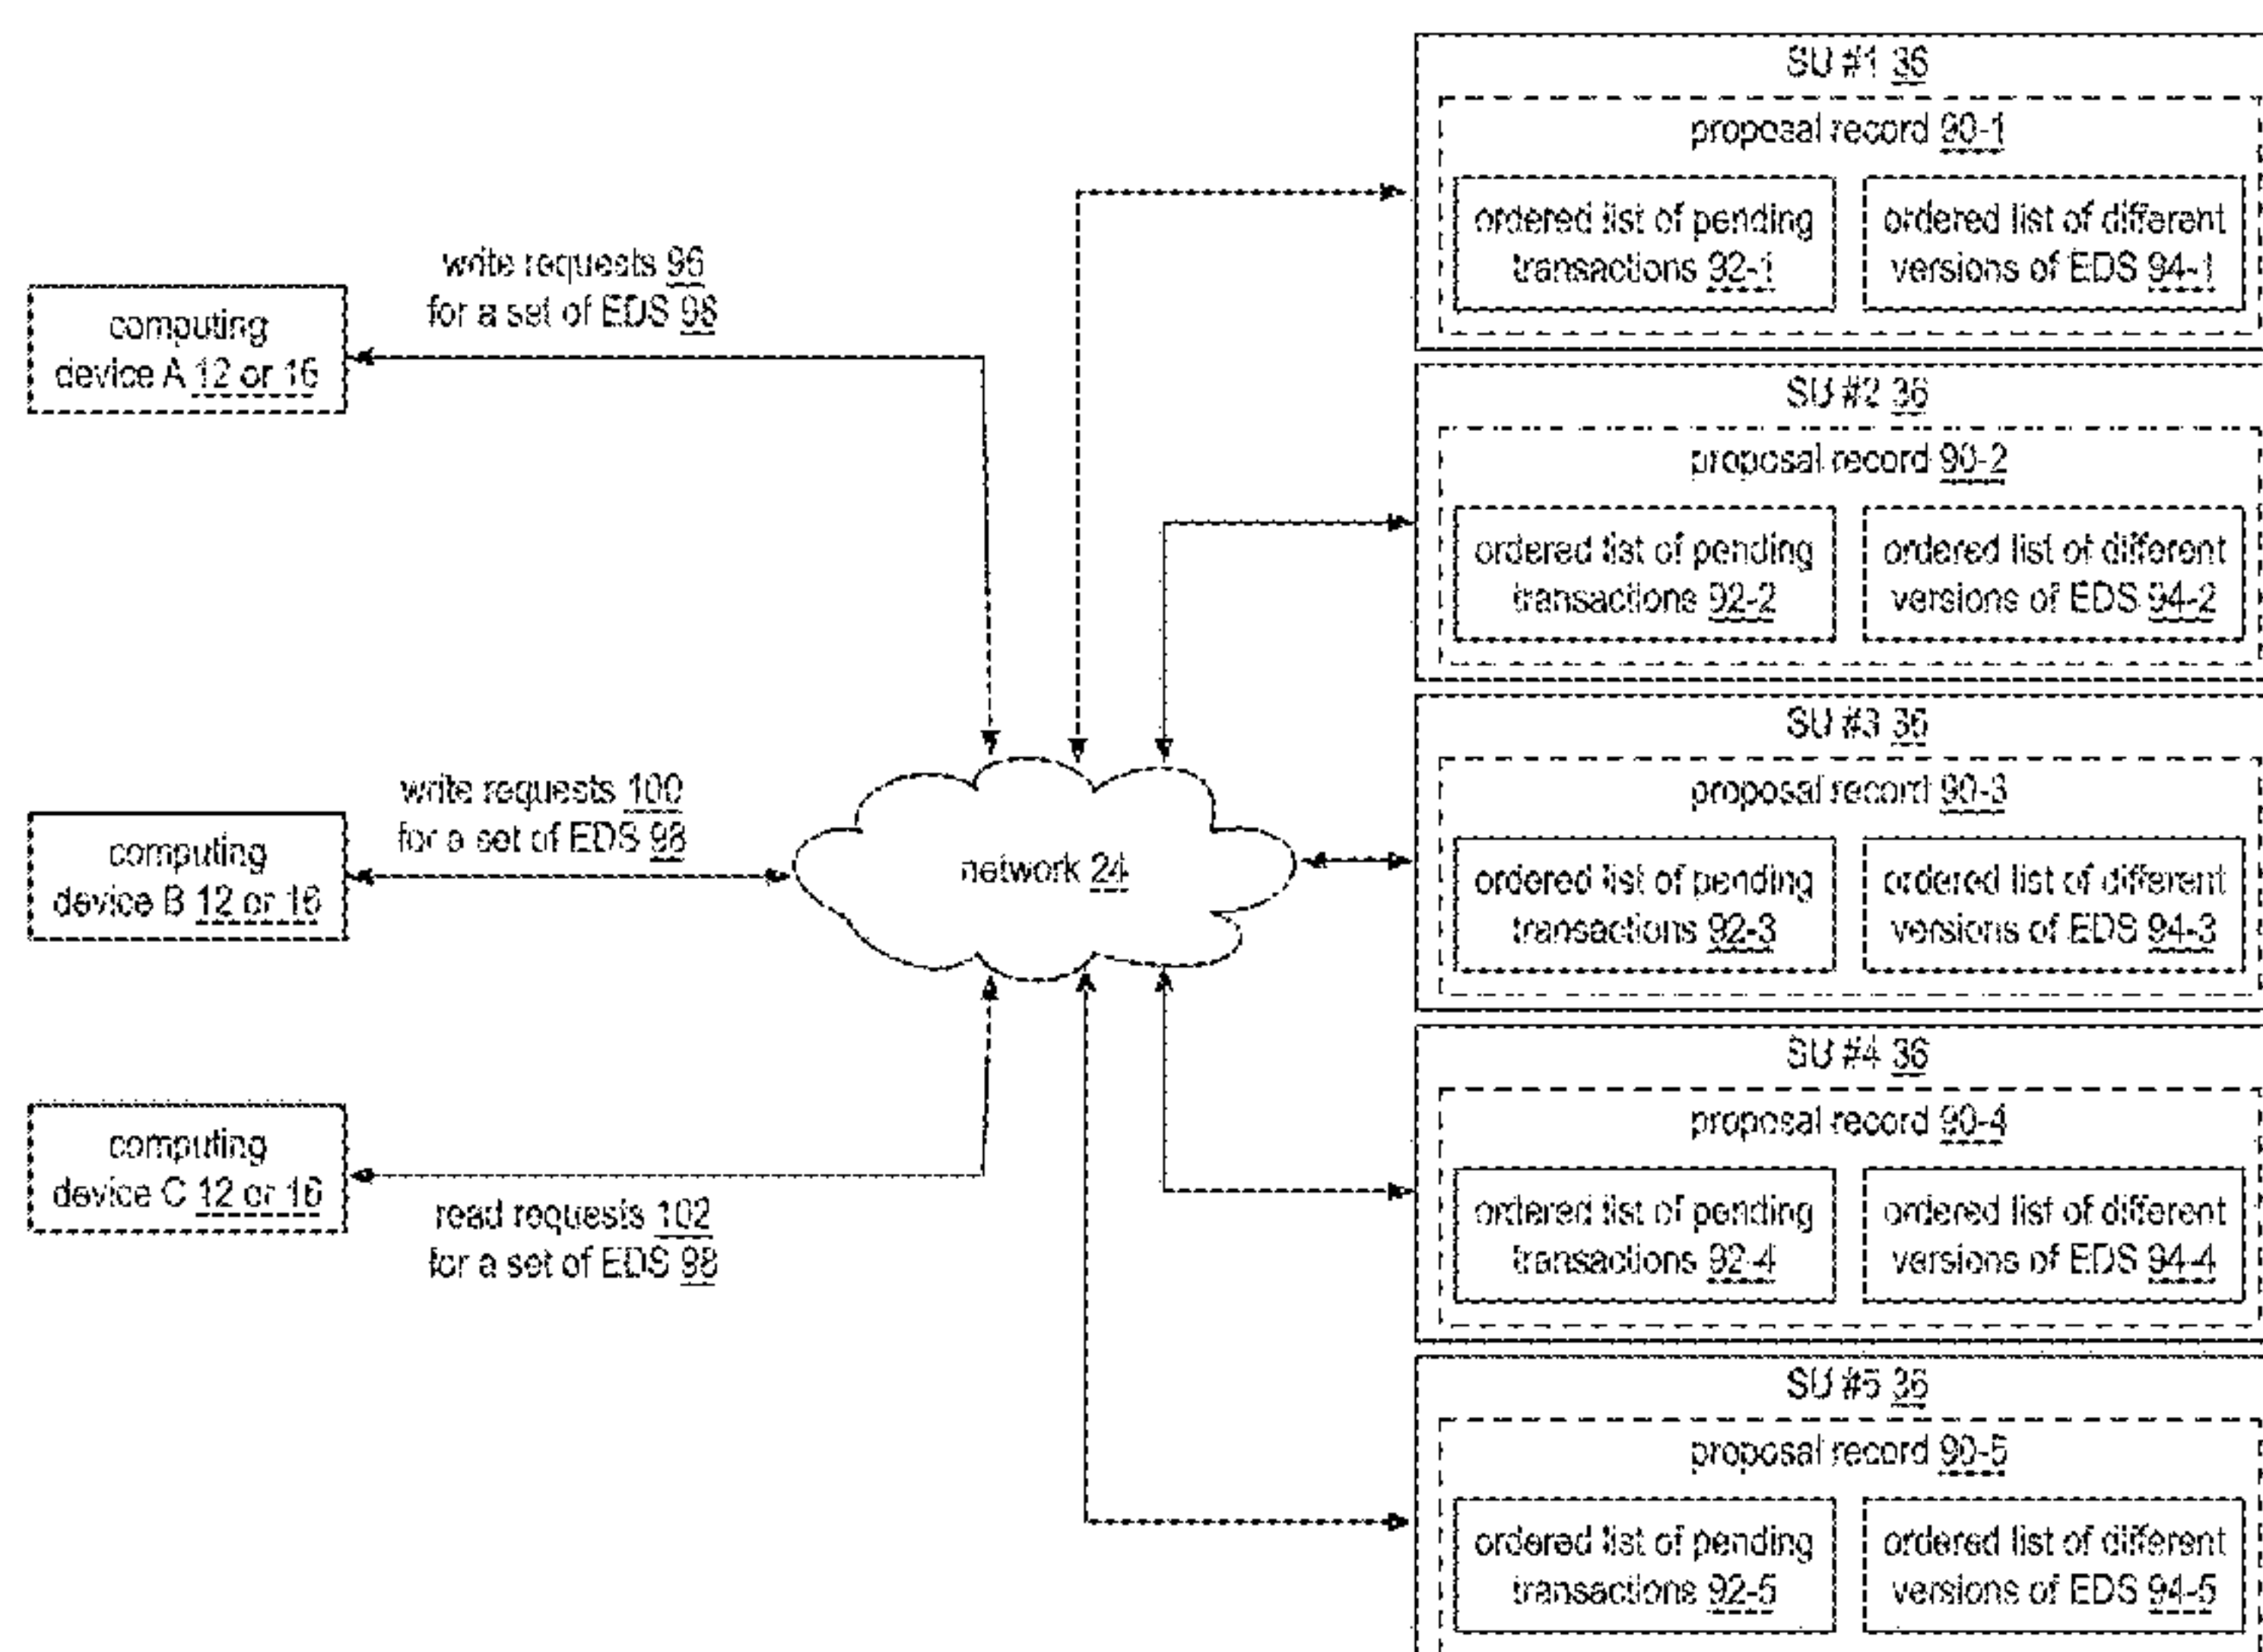 write requests 96
for a set of EDS 98
computing
device A 12 or 16
write requests 100
for a set of EDS 98
computing
device B 12 or 16
network 24
computing
device C 12 or 16
read requests 102
for a set of EDS 98
SU #1 36
proposal record 90-1
ordered list of pending
transactions 92-1
ordered list of different
versions of EDS 94-1
SU #2 36
proposal record 90-2
ordered list of pending
transactions 92-2
ordered list of different
versions of EDS 94-2
SU #3 36
proposal record 90-3
ordered list of pending
transactions 92-3
ordered list of different
versions of EDS 94-3
SU #4 36
proposal record 90-4
ordered list of pending
transactions 92-4
ordered list of different
versions of EDS 94-4
SU #5 36
proposal record 90-5
ordered list of pending
transactions 92-5
ordered list of different
versions of EDS 94-5